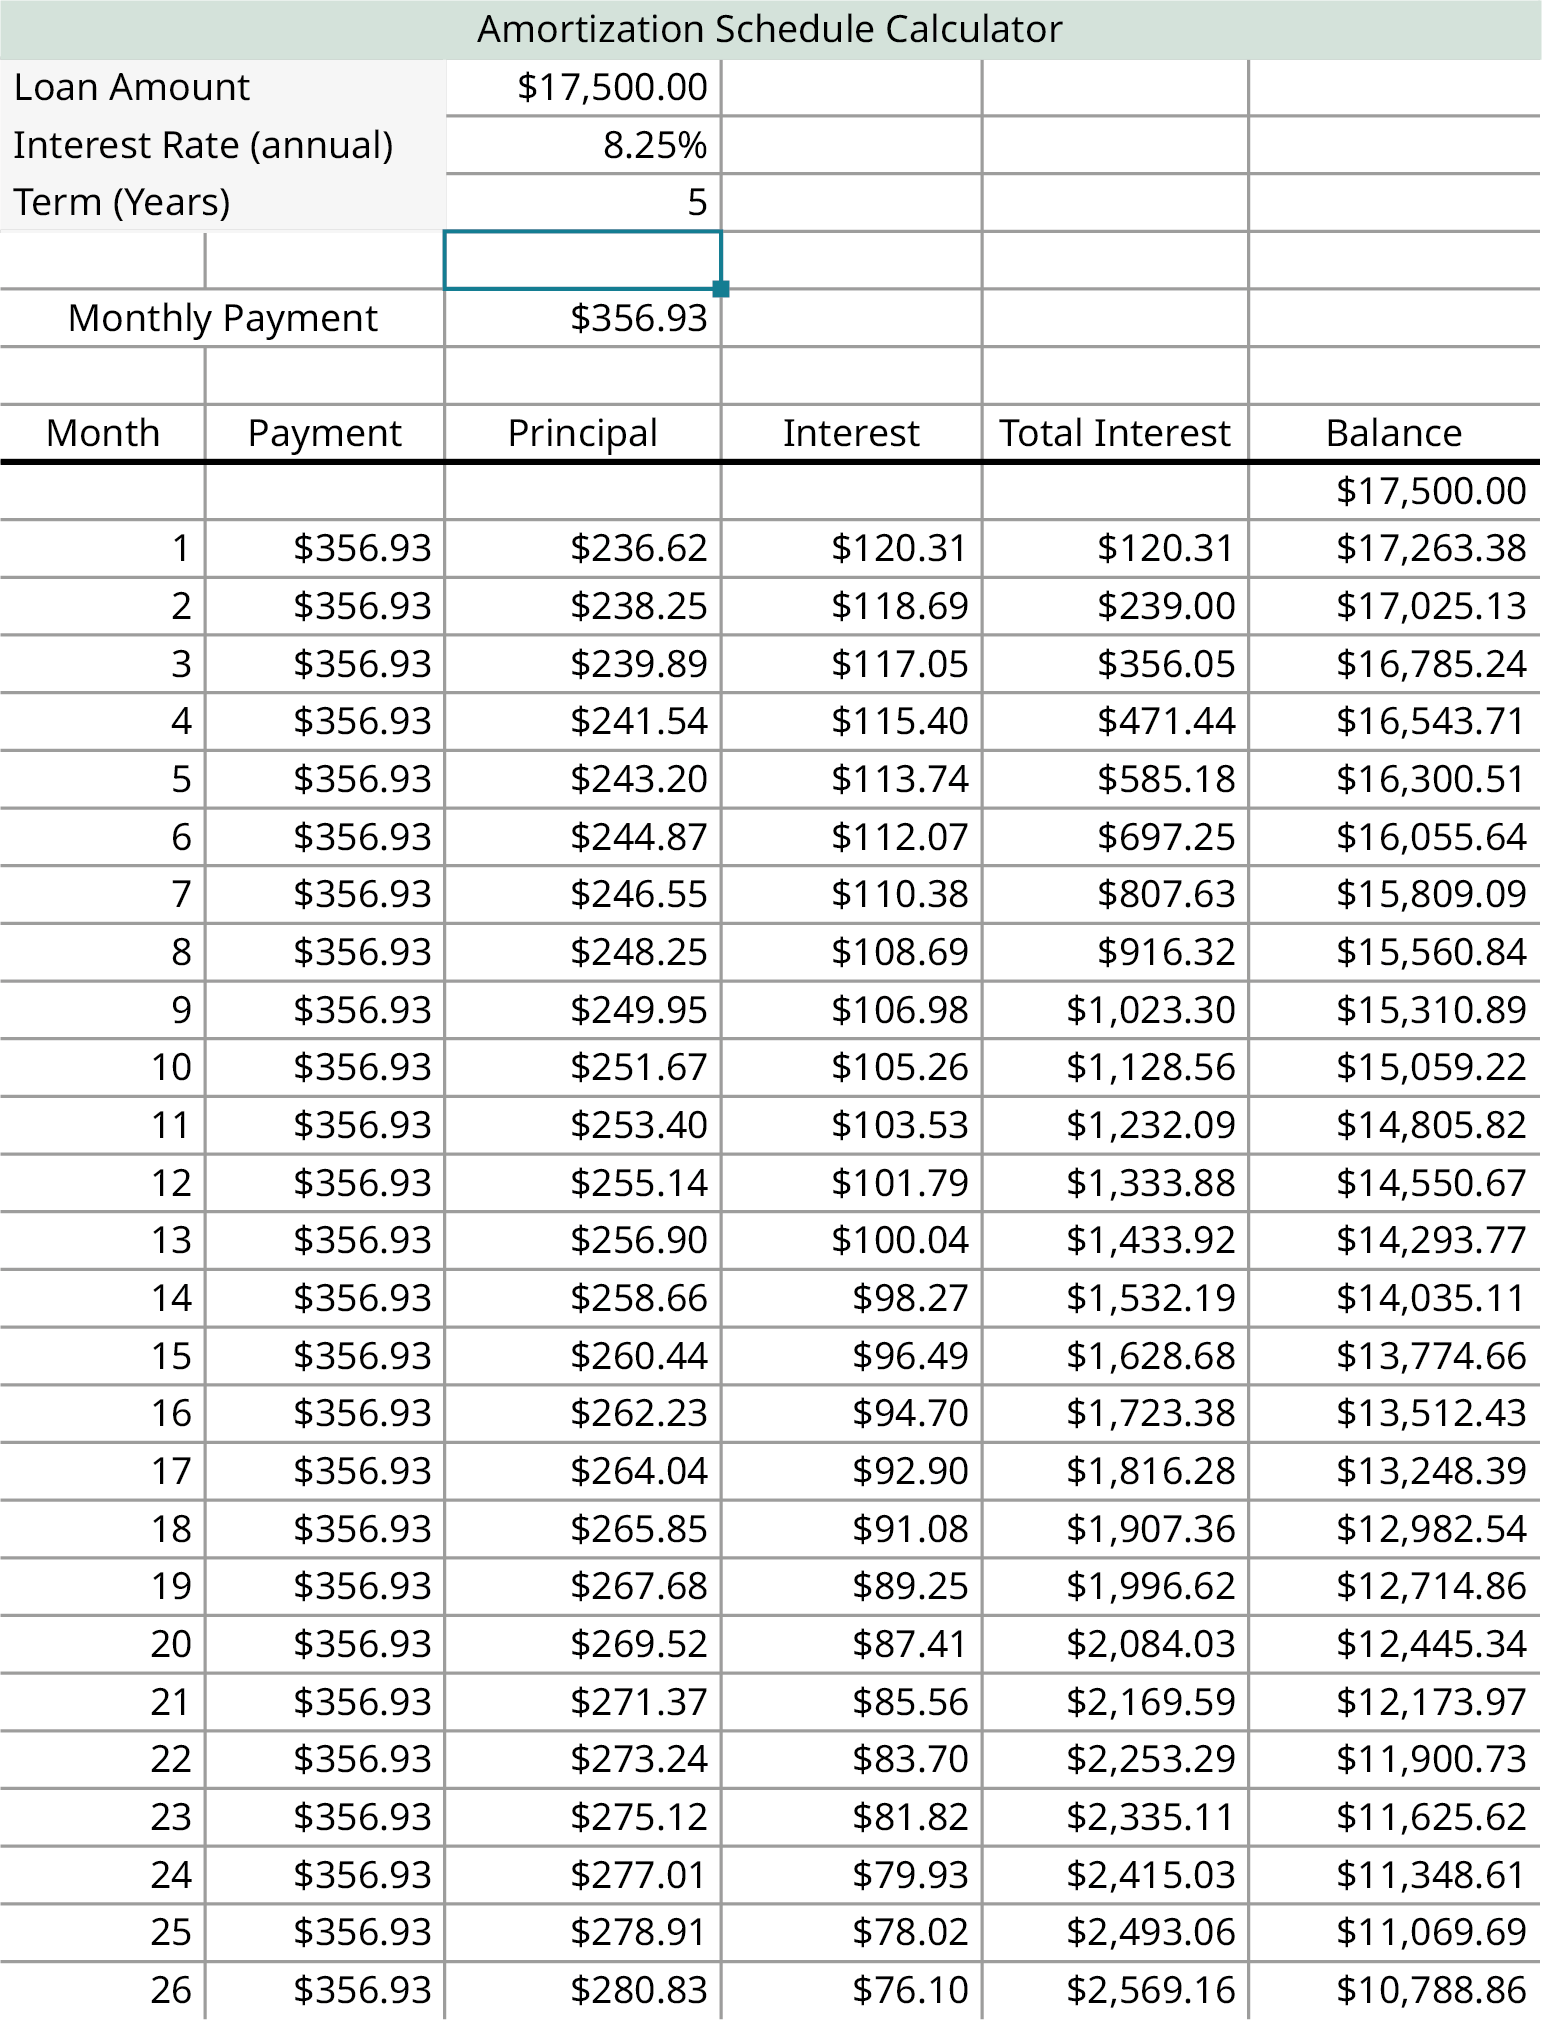 Amortization Schedule Calculator
Loan Amount $17,500.00
Interest Rate (annual) 8.25%
Term (Years) 5
Monthly Payment $356.93
Month Payment Principal Interest Total Interest Balance
$17,500.00
1 $356.93 $236.62 $120.31 $120.31 $17,263.38
2 $356.93 $238.25 $118.69 $239.00 $17,025.13
3 $356.93 $239.89 $117.05 $356.05 $16,785.24
4 $356.93 $241.54 $115.40 $471.44 $16,543.71
5 $356.93 $243.20 $113.74 $585.18 $16,300.51
6 $356.93 $244.87 $112.07 $697.25 $16,055.64
7 $356.93 $246.55 $110.38 $807.63 $15,809.09
8 $356.93 $248.25 $108.69 $916.32 $15,560.84
9 $356.93 $249.95 $106.98 $1,023.30 $15,310.89
10 $356.93 $251.67 $105.26 $1,128.56 $15,059.22
11 $356.93 $253.40 $103.53 $1,232.09 $14,805.82
12 $356.93 $255.14 $101.79 $1,333.88 $14,550.67
13 $356.93 $256.90 $100.04 $1,433.92 $14,293.77
14 $356.93 $258.66 $98.27 $1,532.19 $14,035.11
15 $356.93 $260.44 $96.49 $1,628.68 $13,774.66
16 $356.93 $262.23 $94.70 $1,723.38 $13,512.43
17 $356.93 $264.04 $92.90 $1,816.28 $13,248.39
18 $356.93 $265.85 $91.08 $1,907.36 $12,982.54
19 $356.93 $267.68 $89.25 $1,996.62 $12,714.86
20 $356.93 $269.52 $87.41 $2,084.03 $12,445.34
21 $356.93 $271.37 $85.56 $2,169.59 $12,173.97
22 $356.93 $273.24 $83.70 $2,253.29 $11,900.73
23 $356.93 $275.12 $81.82 $2,335.11 $11,625.62
24 $356.93 $277.01 $79.93 $2,415.03 $11,348.61
25 $356.93 $278.91 $78.02 $2,493.06 $11,069.69
26 $356.93 $280.83 $76.10 $2,569.16 $10,788.86